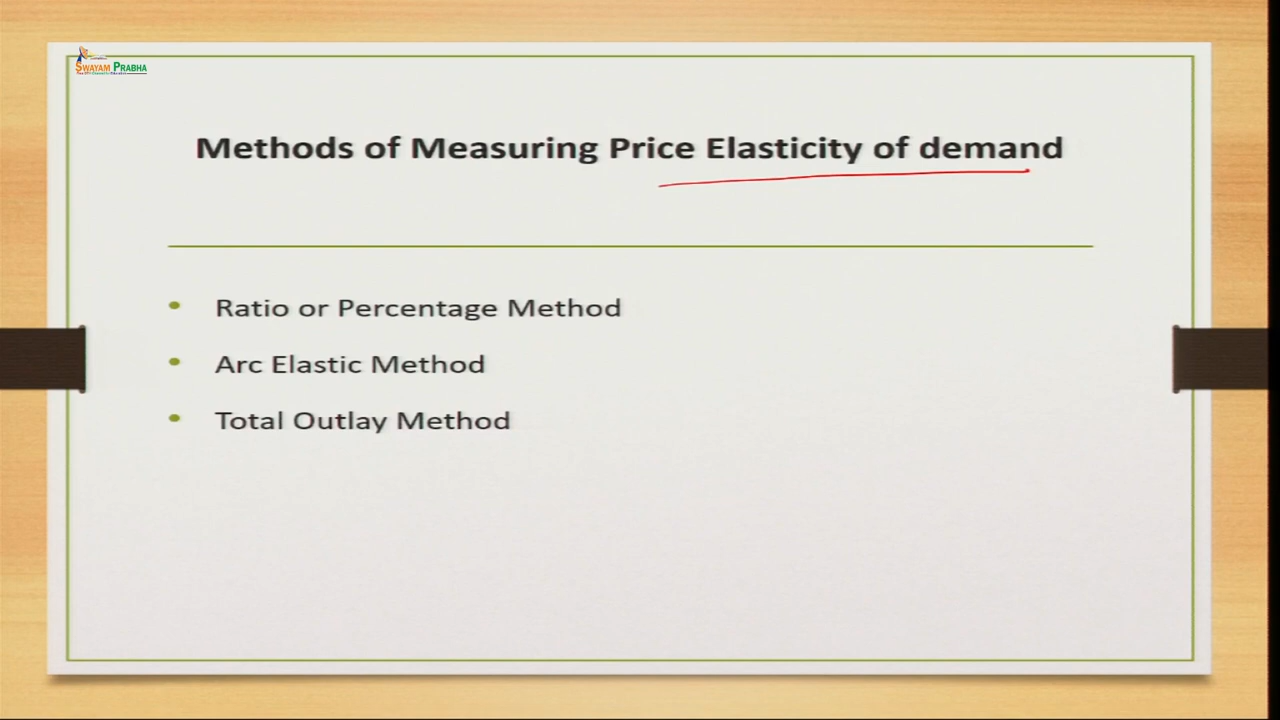 SWAYAM PRABHA
Methods of Measuring Price Elasticity of demand
Ratio or Percentage Method
Arc Elastic Method
Total Outlay Method